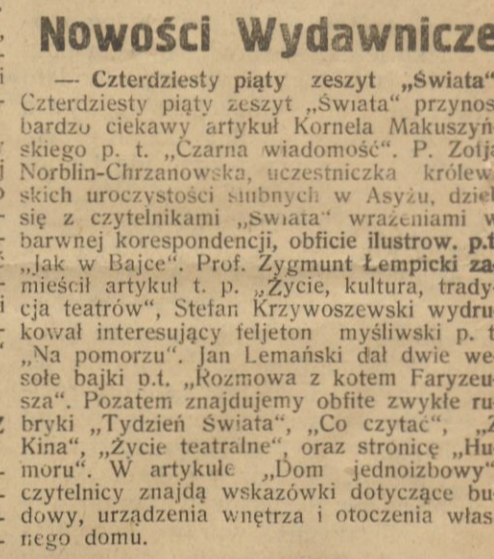 Nowości Wydawnicze
— Czterdziesty piąty zeszyt „Świata"
Czterdziesty piąty zeszyt „Świata" przynos
bardzo ciekawy artykuł Kornela Makuszyń
skiego p. t. „Czarna wiadomość". P. Zofja
Norblin-Chrzanowska, uczestniczka królew
skich uroczystości ślubnych w Asyżu, dziel
się z czytelnikami „Świata" wrażeniami w
barwnej korespondencji, obficie ilustrow. p.t
„Jak w Bajce". Prof. Zygmunt Łempicki za-
mieścił artykuł t. p. „Życie, kultura, trady
cja teatrów", Stefan Krzywoszewski wydru
kował interesujący feljeton myśliwski p. t
„Na pomorzu". Jan Lemański dał dwie we
sołe bajki p.t. „Rozmowa z kotem Faryzeu
sza". Pozatem znajdujemy obfite zwykłe ru
bryki „Tydzień Świata", „Co czytać", „Z
Kina", „Życie teatralne", oraz stronicę „Hu
moru". W artykule „Dom jednoizbowy"
czytelnicy znajdą wskazówki dotyczące bu
dowy, urządzenia wnętrza i otoczenia włas
nego domu.